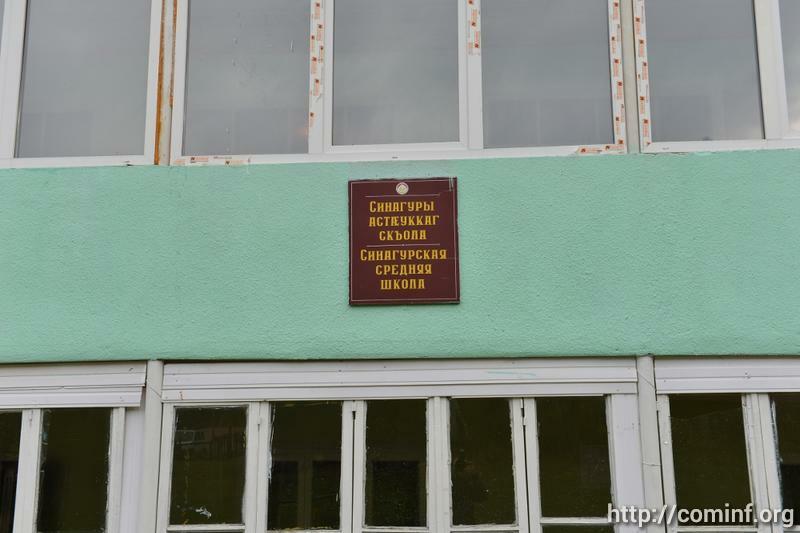 Синагуры
астæуккаг
скъола
Синагурская
средняя
школа
http://cominf.org